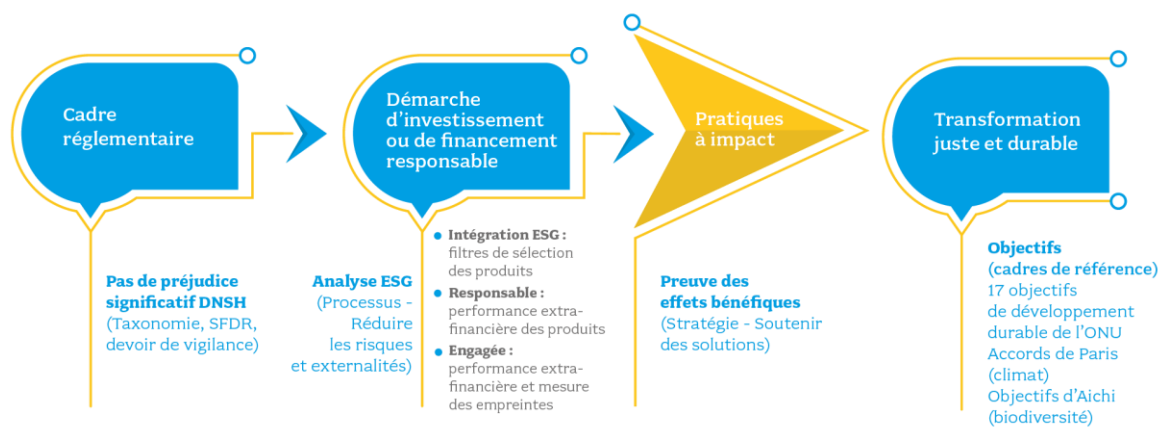 Cadre
réglementaire
Démarche
d'investissement
ou de financement
responsable
Pratiques
à impact
Transformation
juste et durable
Pas de préjudice
significatif DNSH
(Taxonomie, SFDR,
devoir de vigilance)
Analyse ESG
(Processus -
Réduire
les risques
et externalités)
Intégration ESG :
filtres de sélection
des produits
Responsable :
performance extra-
financière des produits
Engagée :
performance extra-
financière et mesure
des empreintes
Preuve des
effets bénéfiques
(Stratégie - Soutenir
des solutions)
Objectifs
(cadres de référence)
17 objectifs
de développement
durable de l'ONU
Accords de Paris
(climat)
Objectifs d'Aichi
(biodiversité)